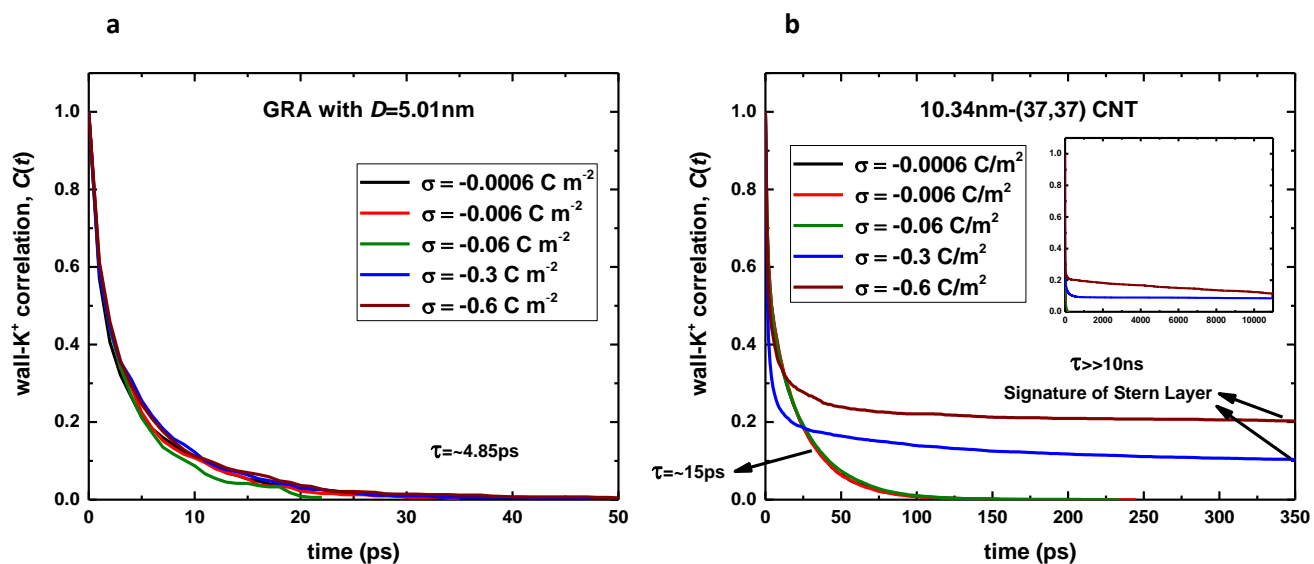 a
GRA with D=5.01nm
σ = -0.0006 C m⁻²
σ = -0.006 C m⁻²
σ = -0.06 C m⁻²
σ = -0.3 C m⁻²
σ = -0.6 C m⁻²
τ=~4.85ps
wall-K⁺ correlation, C(t)
1.0
0.8
0.6
0.4
0.2
0.0
0 10 20 30 40 50
time (ps)
b
10.34nm-(37,37) CNT
σ = -0.0006 C/m²
σ = -0.006 C/m²
σ = -0.06 C/m²
σ = -0.3 C/m²
σ = -0.6 C/m²
1.0
0.8
0.6
0.4
0.2
0.0
0 2000 4000 6000 8000 10000
τ>>10ns
Signature of Stern Layer
τ=~15ps
wall-K⁺ correlation, C(t)
1.0
0.8
0.6
0.4
0.2
0.0
0 50 100 150 200 250 300 350
time (ps)